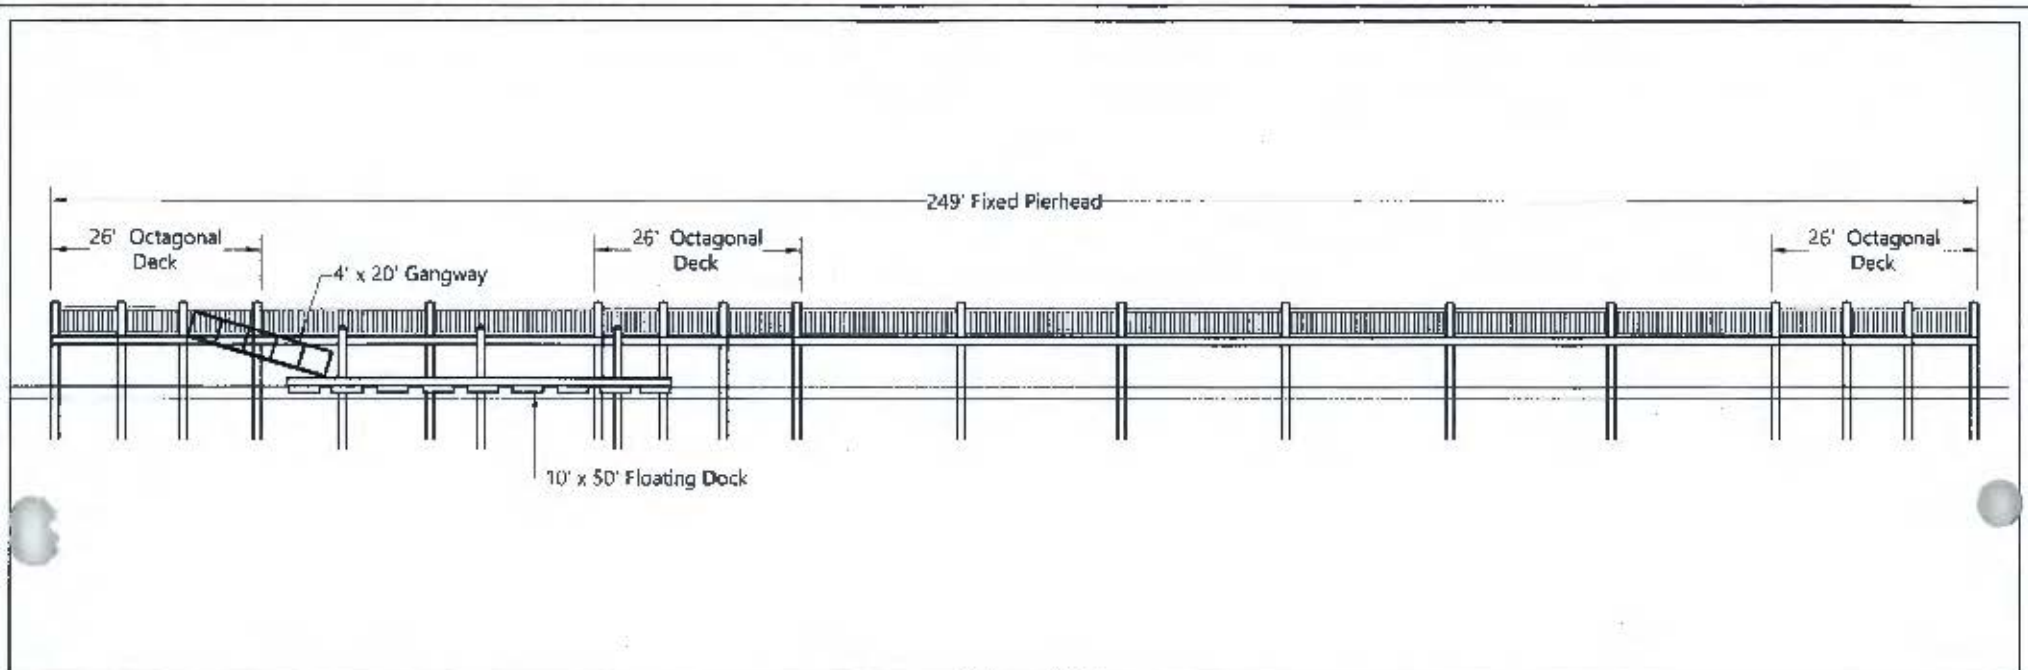 249' Fixed Pierhead
26' Octagonal
Deck
26' Octagonal
Deck
26' Octagonal
Deck
4' x 20' Gangway
10' x 50' Floating Dock